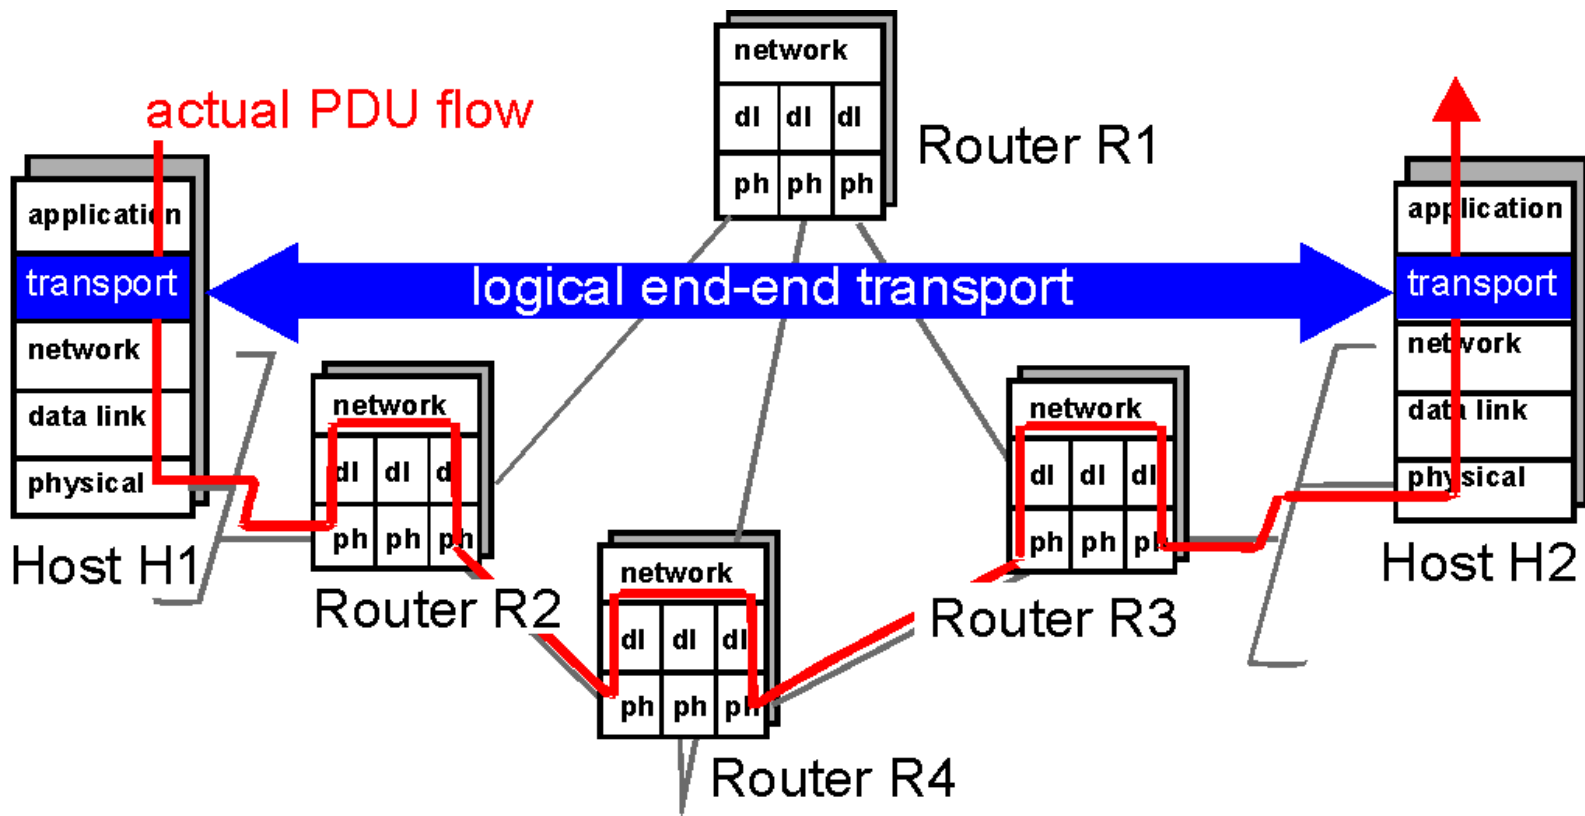 network
dl dl dl
ph ph ph
Router R1
actual PDU flow
application
transport
network
data link
physical
Host H1
logical end-end transport
application
transport
network
data link
physical
Host H2
network
dl dl dl
ph ph ph
Router R2
network
dl dl dl
ph ph ph
Router R3
network
dl dl dl
ph ph ph
Router R4